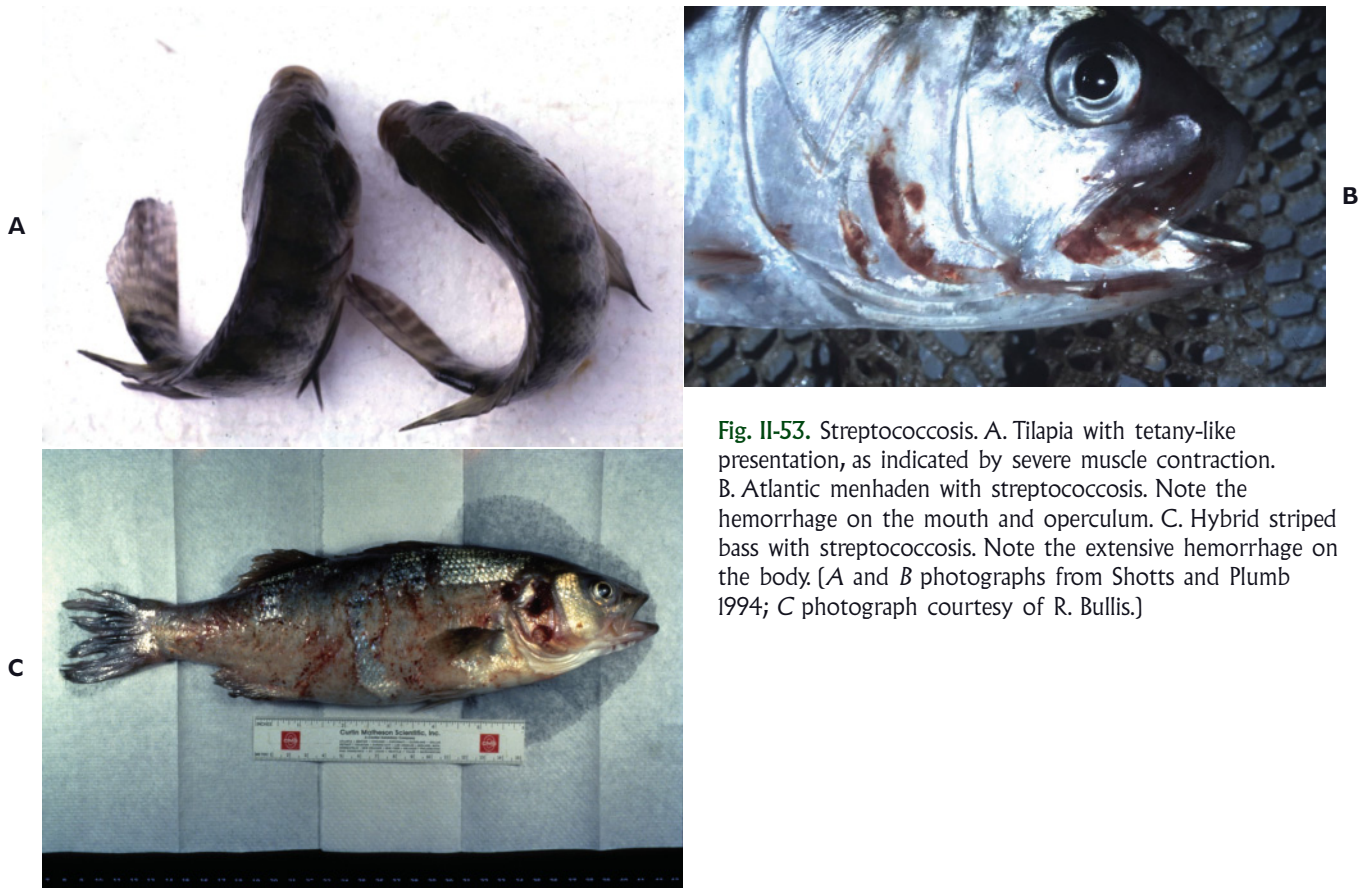 A
B
C
Fig. II-53. Streptococcosis. A. Tilapia with tetany-like
presentation, as indicated by severe muscle contraction.
B. Atlantic menhaden with streptococcosis. Note the
hemorrhage on the mouth and operculum. C. Hybrid striped
bass with streptococcosis. Note the extensive hemorrhage on
the body. (A and B photographs from Shotts and Plumb
1994; C photograph courtesy of R. Bullis.)
Curtin Matheson Scientific, Inc.